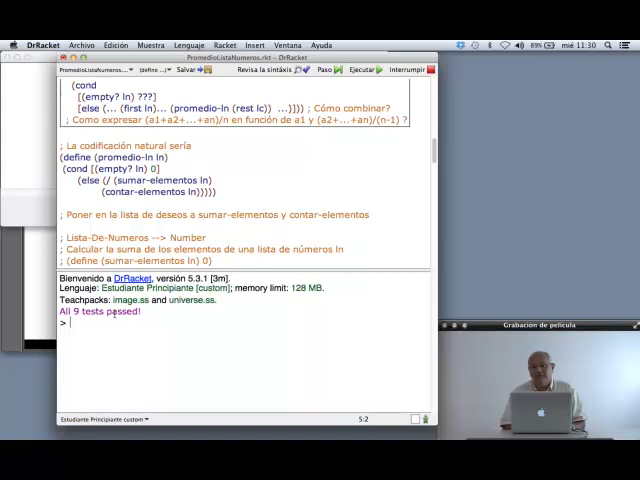 DrRacket Archivo Edición Muestra Lenguaje Racket Insert Ventana Ayuda 89% mié 11:30
PromedioListaNumeros.rkt - DrRacket
PromedioListaNumeros.... (define ...) Salvar Revisa la sintáxis Paso Ejecutar Interrumpir
(cond
[(empty? ln) ???]
[else (... (first ln)... (promedio-ln (rest lc)) ...)])) ; Cómo combinar?
; Como expresar (a1+a2+...+an)/n en función de a1 y (a2+...+an)/(n-1) ?
; La codificación natural sería
(define (promedio-ln ln)
(cond [(empty? ln) 0]
(else (/ (sumar-elementos ln)
(contar-elementos ln)))))
; Poner en la lista de deseos a sumar-elementos y contar-elementos
; Lista-De-Numeros --> Number
; Calcular la suma de los elementos de una lista de números ln
; (define (sumar-elementos ln) 0)
Bienvenido a DrRacket, versión 5.3.1 [3m].
Lenguaje: Estudiante Principiante [custom]; memory limit: 128 MB.
Teachpacks: image.ss and universe.ss.
All 9 tests passed!
>
Grabación de película
Estudiante Principiante custom 5:2